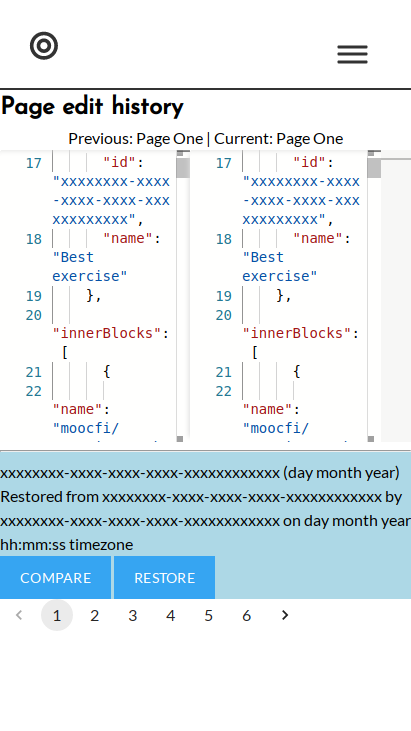 Page edit history
Previous: Page One | Current: Page One
17 "id": 17 "id":
"xxxxxxxx-xxxx "xxxxxxxx-xxxx
-xxxx-xxxx-xxx -xxxx-xxxx-xxx
xxxxxxxxx", xxxxxxxxx",
18 "name": 18 "name":
"Best "Best
exercise" exercise"
19 }, 19 },
20 20
"innerBlocks": "innerBlocks":
[ [
21 { 21 {
22 22
"name": "name":
"moocfi/ "moocfi/
xxxxxxxx-xxxx-xxxx-xxxx-xxxxxxxxxxxx (day month year)
Restored from xxxxxxxx-xxxx-xxxx-xxxx-xxxxxxxxxxxx by
xxxxxxxx-xxxx-xxxx-xxxx-xxxxxxxxxxxx on day month year
hh:mm:ss timezone
COMPARE RESTORE
1 2 3 4 5 6